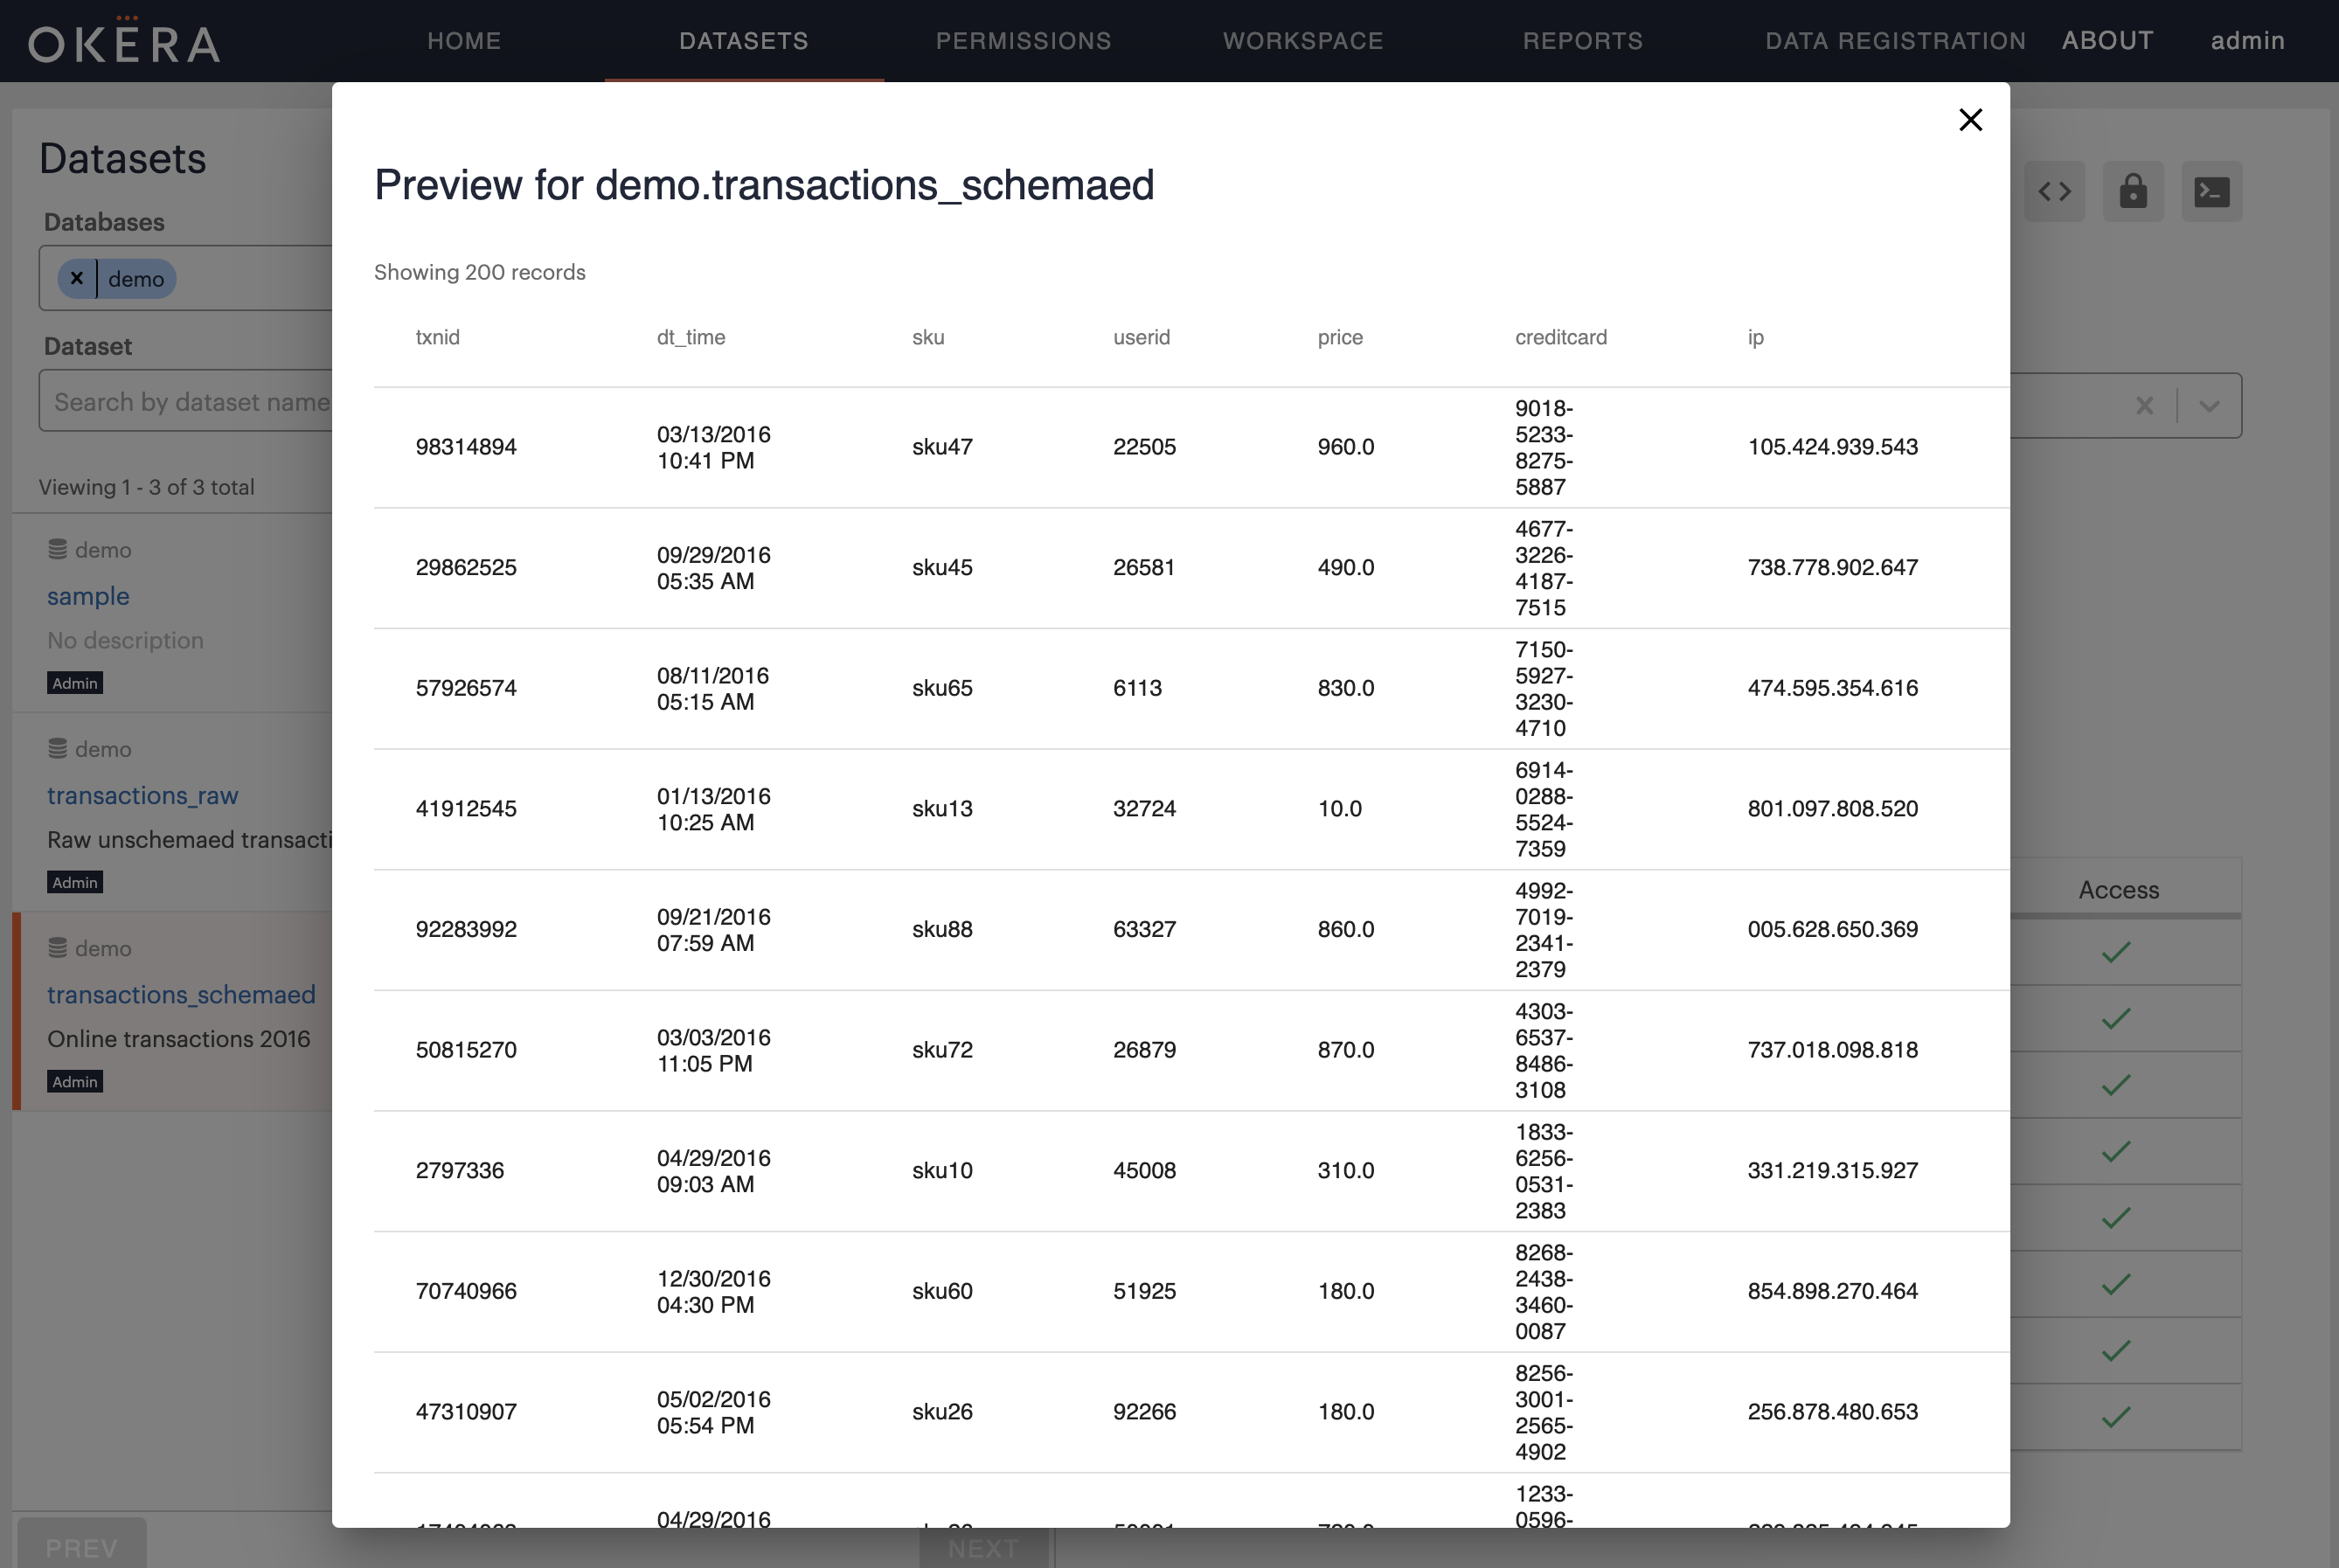 OKERA
HOME DATASETS PERMISSIONS WORKSPACE REPORTS DATA REGISTRATION ABOUT admin
Datasets
Databases
demo
Dataset
Search by dataset name
Viewing 1 - 3 of 3 total
demo
sample
No description
Admin
demo
transactions_raw
Raw unschemaed transacti
Admin
demo
transactions_schemaed
Online transactions 2016
Admin
PREV
NEXT
Preview for demo.transactions_schemaed
Showing 200 records
txnid dt_time sku userid price creditcard ip
98314894 03/13/2016 10:41 PM sku47 22505 960.0 9018-5233-8275-5887 105.424.939.543
29862525 09/29/2016 05:35 AM sku45 26581 490.0 4677-3226-4187-7515 738.778.902.647
57926574 08/11/2016 05:15 AM sku65 6113 830.0 7150-5927-3230-4710 474.595.354.616
41912545 01/13/2016 10:25 AM sku13 32724 10.0 6914-0288-5524-7359 801.097.808.520
92283992 09/21/2016 07:59 AM sku88 63327 860.0 4992-7019-2341-2379 005.628.650.369
50815270 03/03/2016 11:05 PM sku72 26879 870.0 4303-6537-8486-3108 737.018.098.818
2797336 04/29/2016 09:03 AM sku10 45008 310.0 1833-6256-0531-2383 331.219.315.927
70740966 12/30/2016 04:30 PM sku60 51925 180.0 8268-2438-3460-0087 854.898.270.464
47310907 05/02/2016 05:54 PM sku26 92266 180.0 8256-3001-2565-4902 256.878.480.653
04/29/2016 1233-0596-
Access